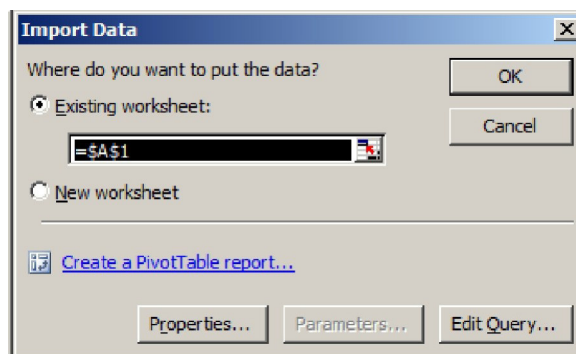 Import Data
Where do you want to put the data?
OK
Existing worksheet:
Cancel
=$A$1
New worksheet
Create a PivotTable report...
Properties...
Parameters...
Edit Query...